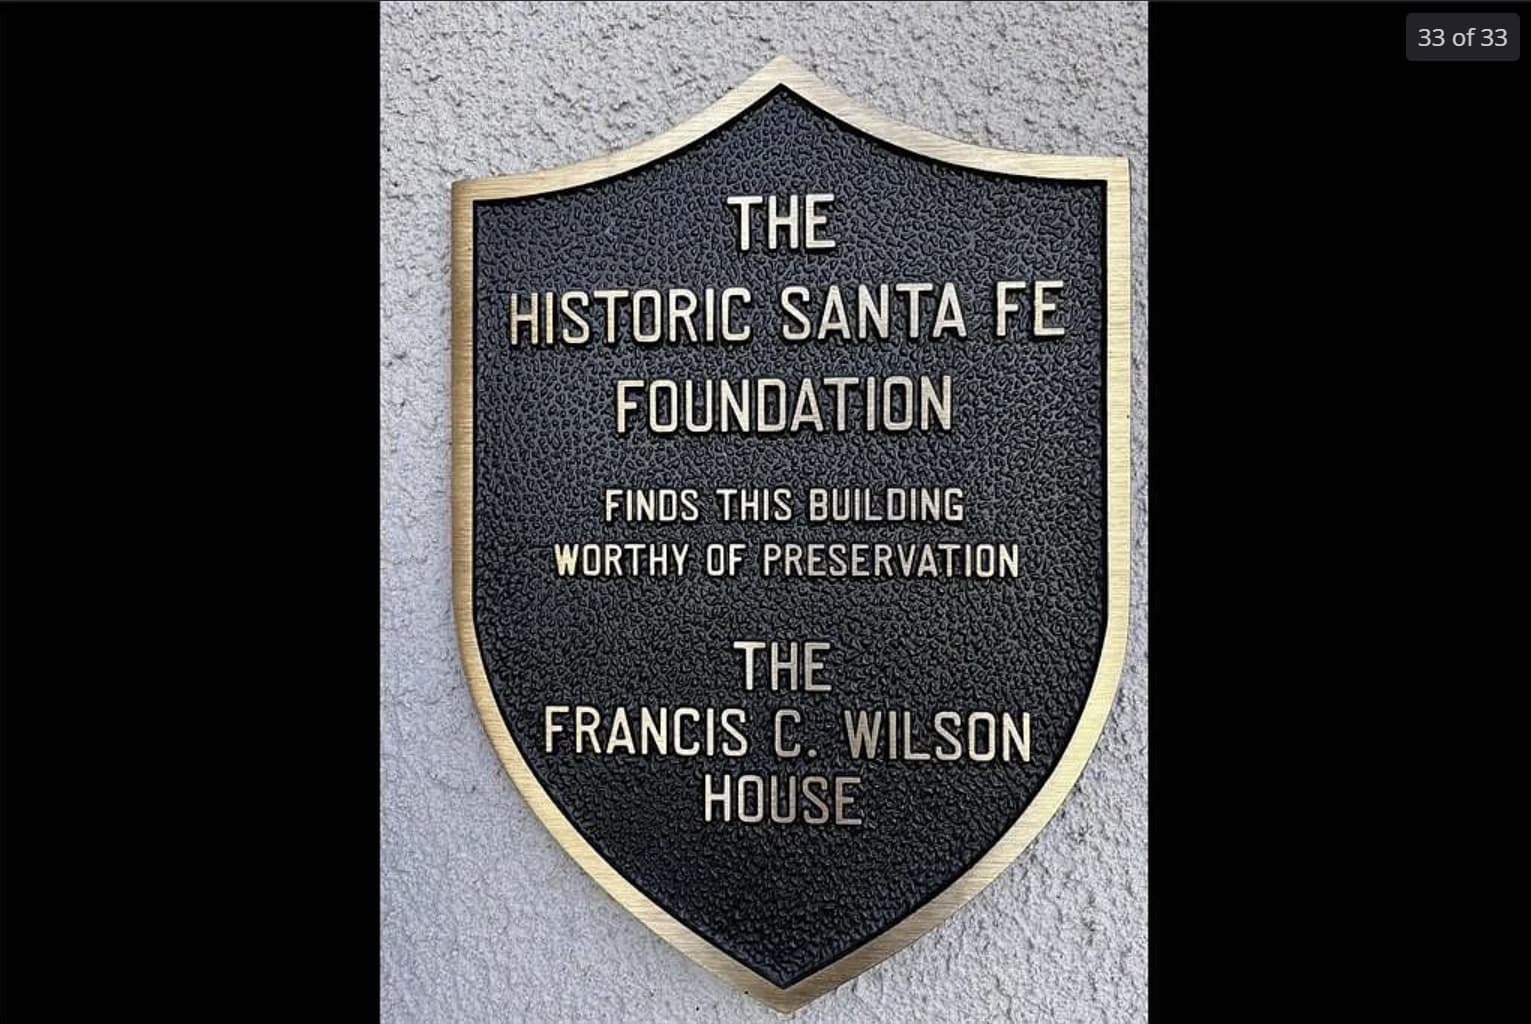 33 of 33
THE
HISTORIC SANTA FE
FOUNDATION
FINDS THIS BUILDING
WORTHY OF PRESERVATION
THE
FRANCIS C. WILSON
HOUSE